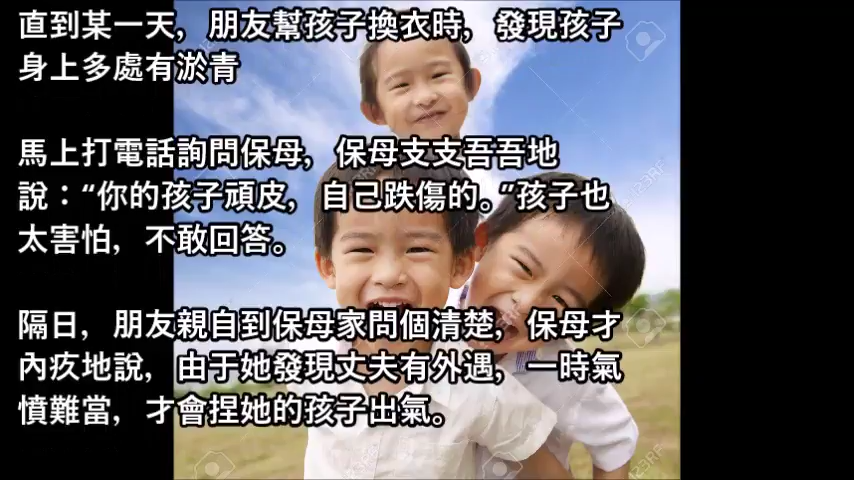 直到某一天，朋友幫孩子換衣時，發現孩子
身上多處有淤青
馬上打電話詢問保母，保母支支吾吾地
說：“你的孩子頑皮，自己跌傷的。”孩子也
太害怕，不敢回答。
隔日，朋友親自到保母家問個清楚，保母才
內疚地說，由于她發現丈夫有外遇，一時氣
憤難當，才會捏她的孩子出氣。
123RF
123RF
123RF